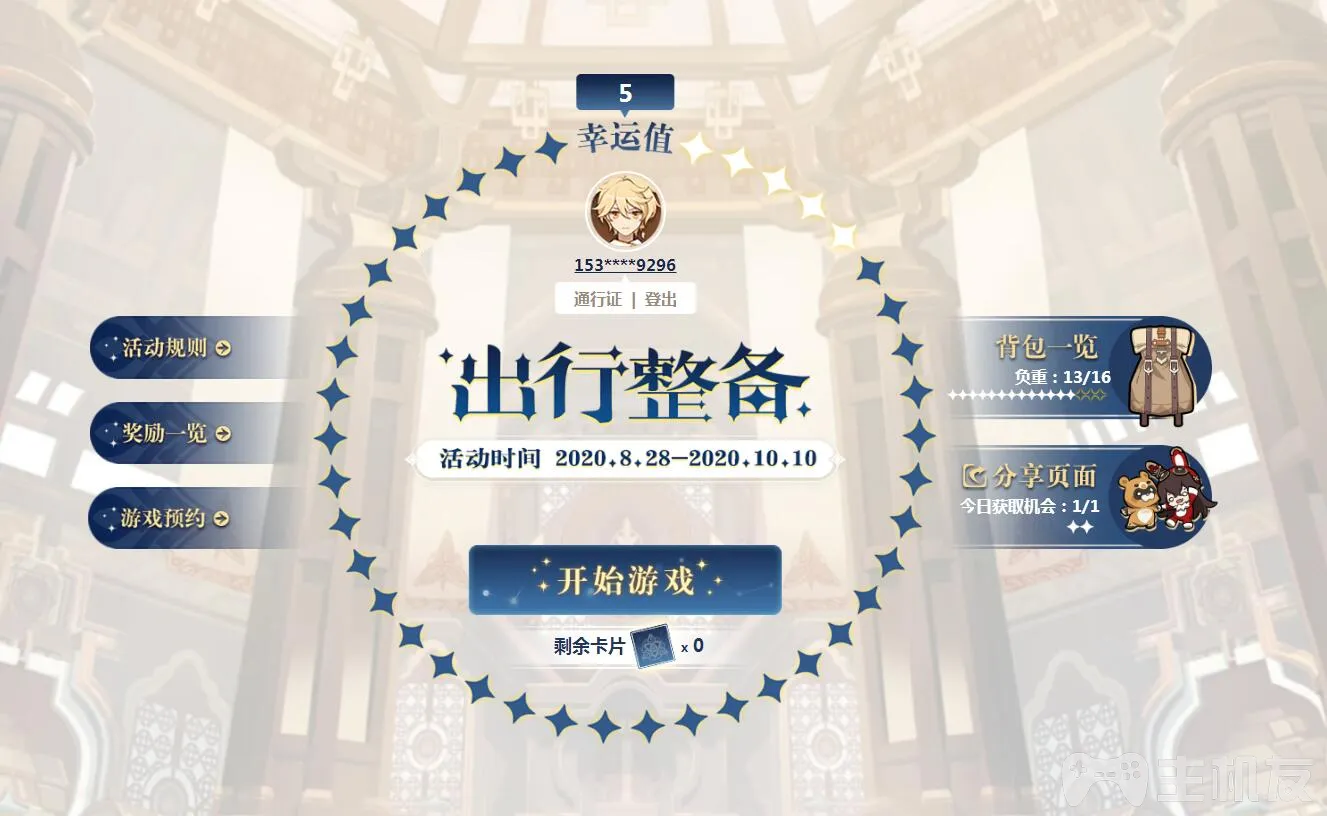 5
幸运值
153****9296
通行证 | 登出
出行整备
活动时间 2020.8.28—2020.10.10
活动规则
奖励一览
游戏预约
背包一览
负重：13/16
分享页面
今日获取机会：1/1
开始游戏
剩余卡片 x 0
主机友